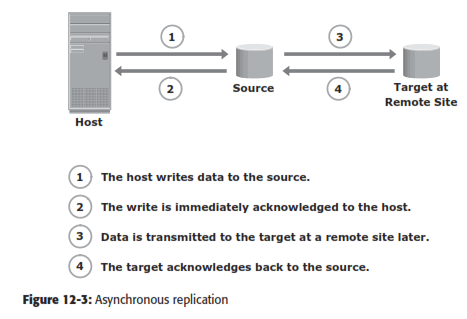 1
3
2
Source
4
Target at
Remote Site
Host
1 The host writes data to the source.
2 The write is immediately acknowledged to the host.
3 Data is transmitted to the target at a remote site later.
4 The target acknowledges back to the source.
Figure 12-3: Asynchronous replication